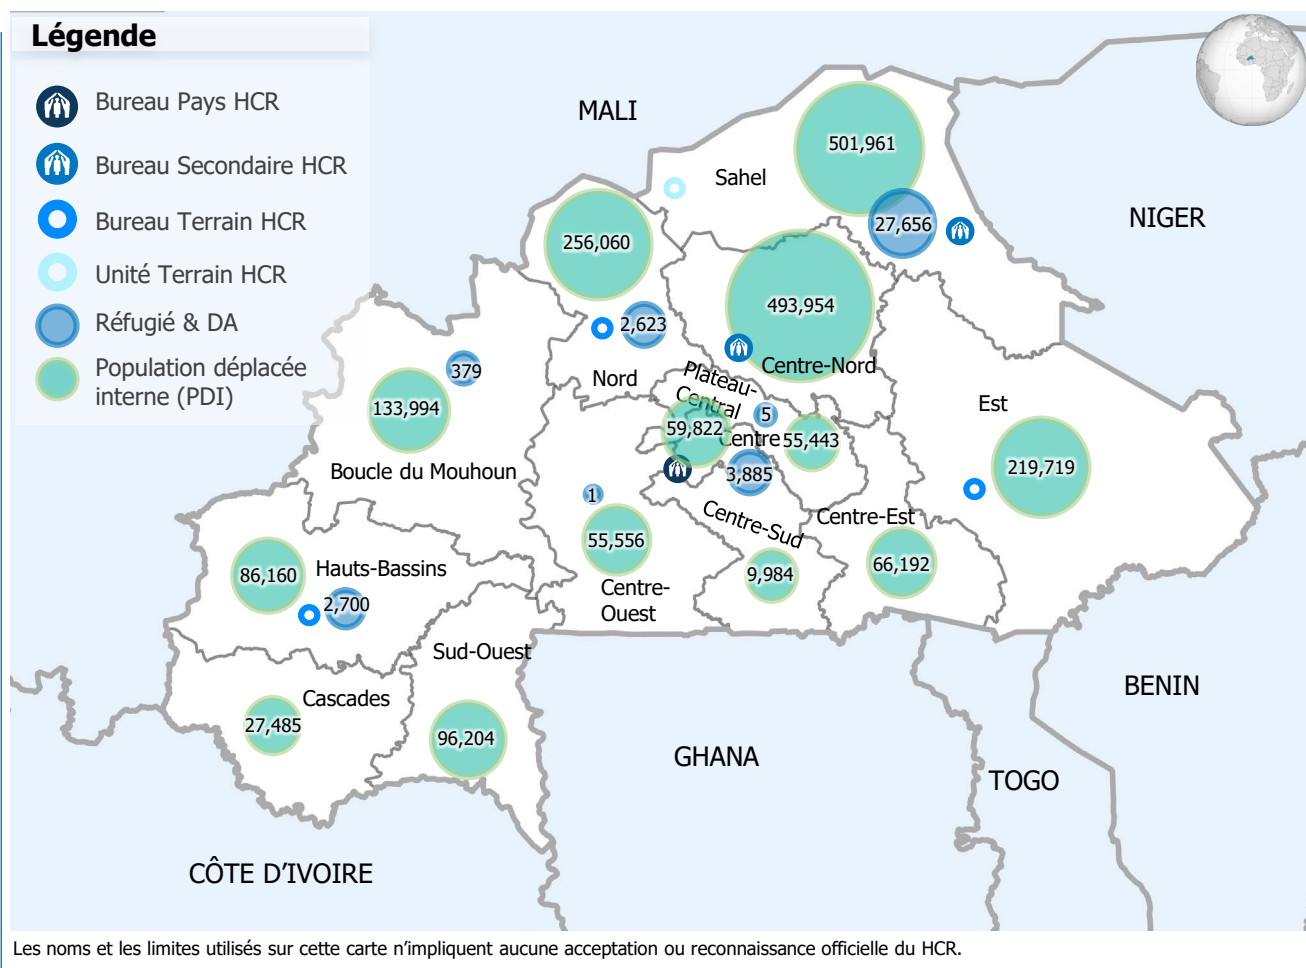 Légende
Bureau Pays HCR
Bureau Secondaire HCR
Bureau Terrain HCR
Unité Terrain HCR
Réfugié & DA
Population déplacée
interne (PDI)
MALI
501,961
Sahel
27,656
NIGER
256,060
493,954
2,623
Centre-Nord
Nord
379
133,994
Boucle du Mouhoun
Plateau-
Central
5
59,822
Centre
55,443
3,885
Est
219,719
1
55,556
Centre-
Ouest
Centre-Sud
9,984
Centre-Est
66,192
86,160
Hauts-Bassins
2,700
Sud-Ouest
96,204
Cascades
27,485
BENIN
GHANA
TOGO
CÔTE D’IVOIRE
Les noms et les limites utilisés sur cette carte n’impliquent aucune acceptation ou reconnaissance officielle du HCR.